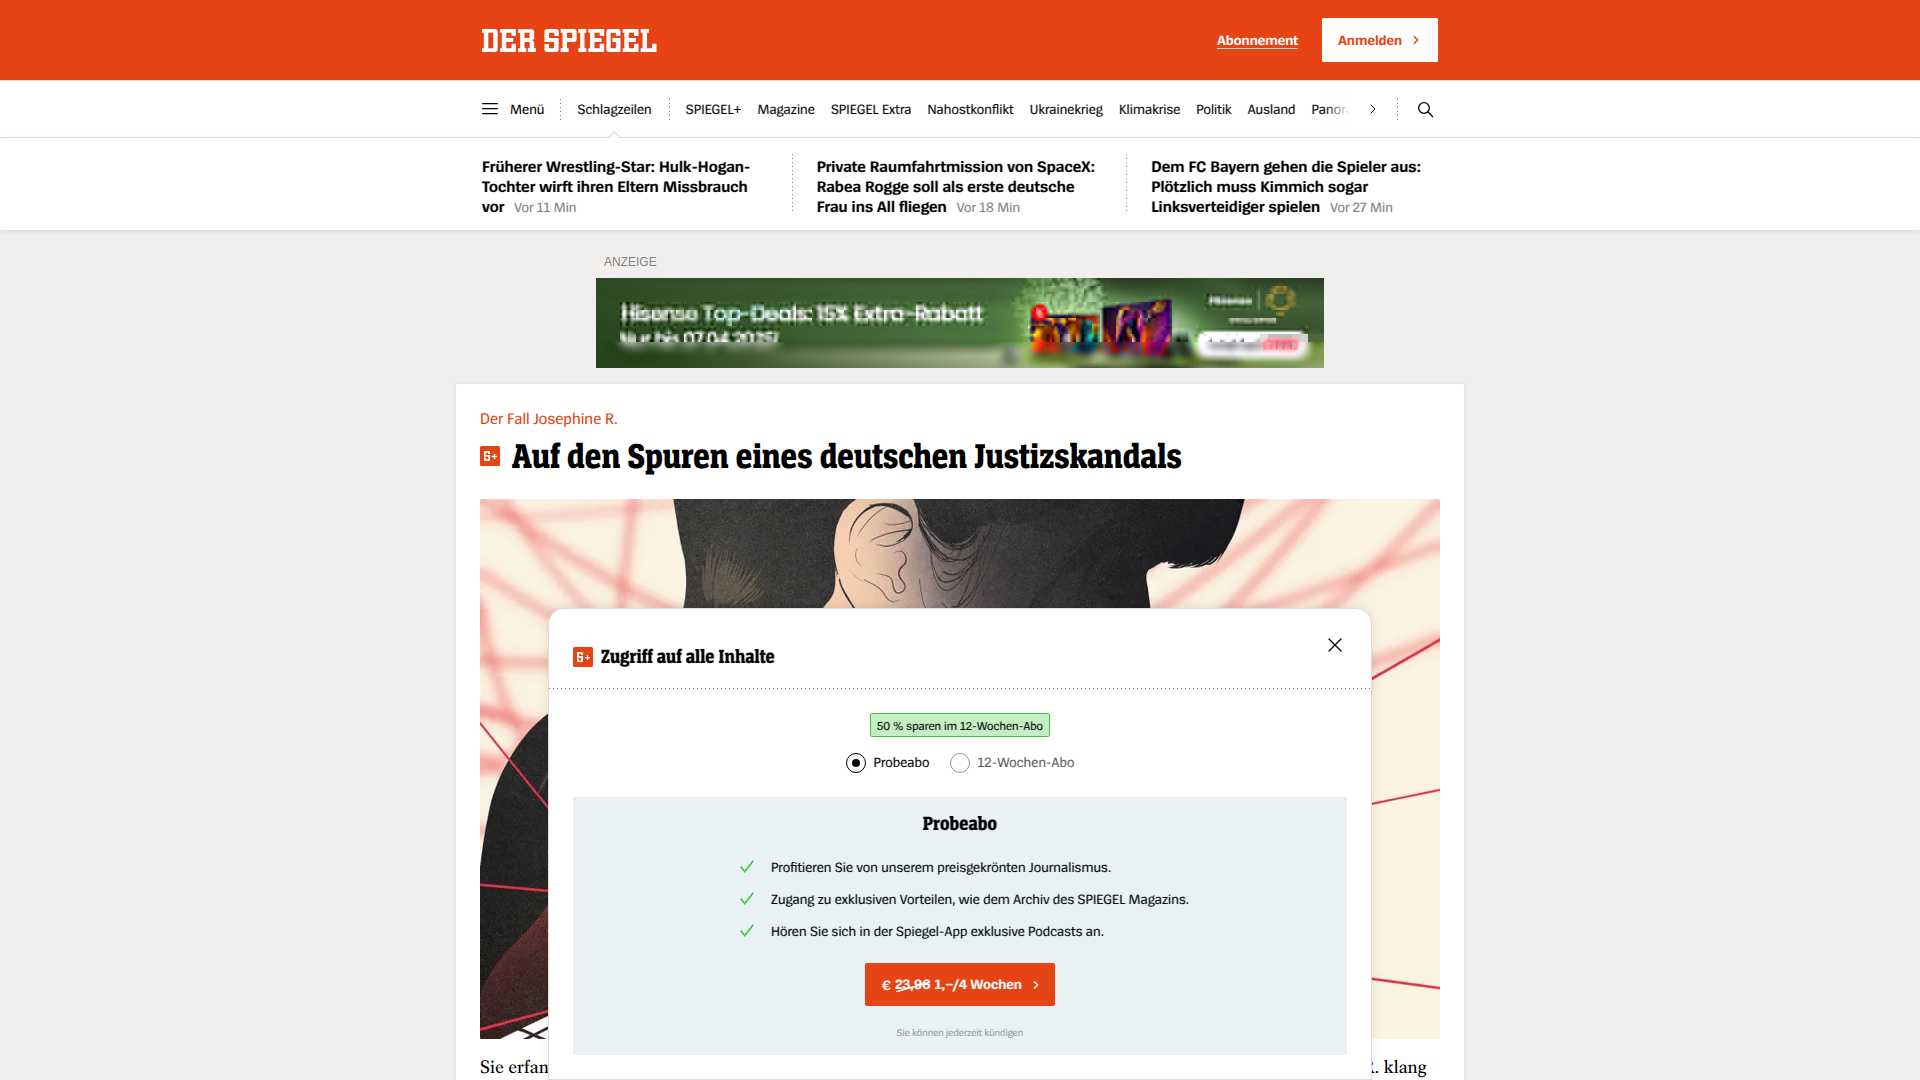 DER SPIEGEL
Abonnement
Anmelden
Menü
Schlagzeilen
SPIEGEL+
Magazine
SPIEGEL Extra
Nahostkonflikt
Ukrainekrieg
Klimakrise
Politik
Ausland
Panor
Früherer Wrestling-Star: Hulk-Hogan-
Tochter wirft ihren Eltern Missbrauch
vor Vor 11 Min
Private Raumfahrtmission von SpaceX:
Rabea Rogge soll als erste deutsche
Frau ins All fliegen Vor 18 Min
Dem FC Bayern gehen die Spieler aus:
Plötzlich muss Kimmich sogar
Linksverteidiger spielen Vor 27 Min
ANZEIGE
Hisense Top-Deals: 15% Extra-Rabatt
Nur bis 07.04.2025!
Hisense
Der Fall Josephine R.
Auf den Spuren eines deutschen Justizskandals
Zugriff auf alle Inhalte
50 % sparen im 12-Wochen-Abo
Probeabo
12-Wochen-Abo
Probeabo
Profitieren Sie von unserem preisgekrönten Journalismus.
Zugang zu exklusiven Vorteilen, wie dem Archiv des SPIEGEL Magazins.
Hören Sie sich in der Spiegel-App exklusive Podcasts an.
€ 23,96 1,–/4 Wochen
Sie können jederzeit kündigen
Sie erfan
. klang